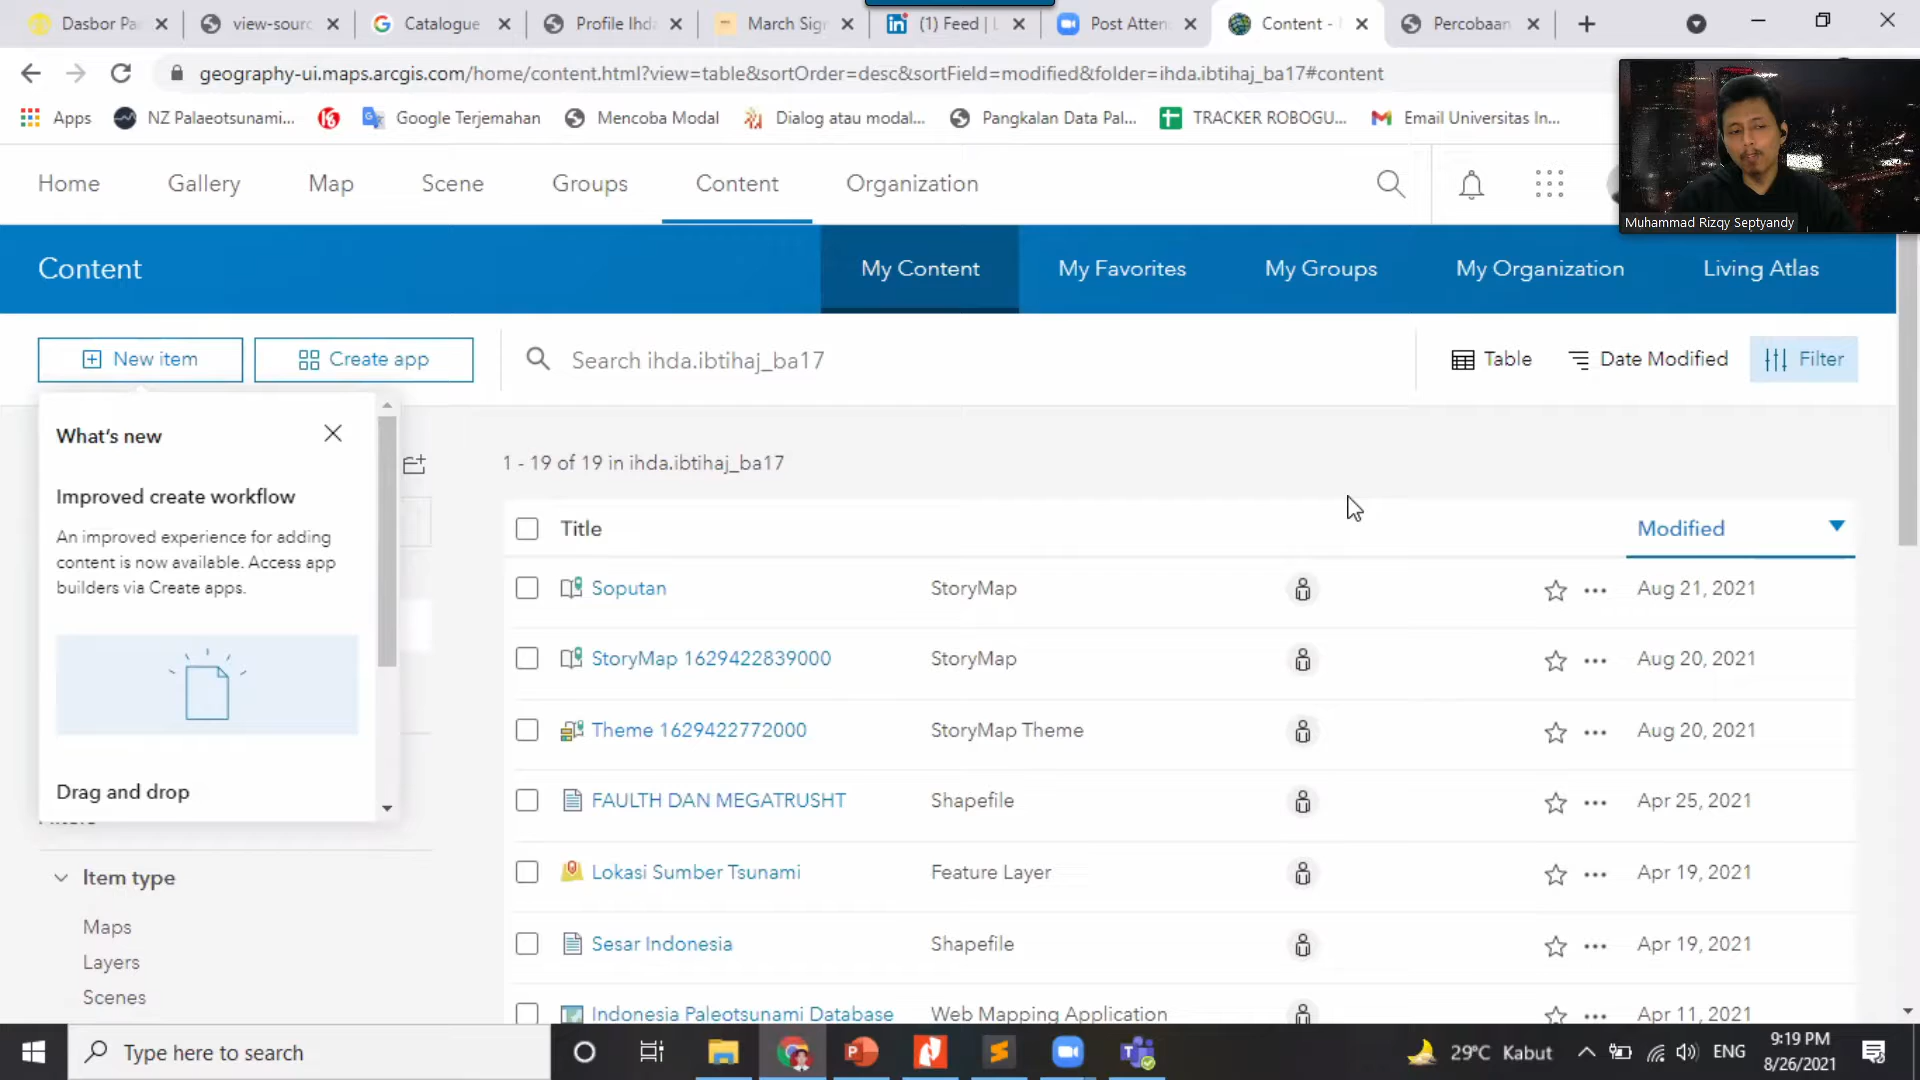 Dasbor Pa
view-sourc
Catalogue
Profile Ihda
March Sig
(1) Feed | L
Post Atten
Content -
Percobaan
geography-ui.maps.arcgis.com/home/content.html?view=table&sortOrder=desc&sortField=modified&folder=ihda.ibtihaj_ba17#content
Apps
NZ Palaeotsunami...
Google Terjemahan
Mencoba Modal
Dialog atau modal...
Pangkalan Data Pal...
TRACKER ROBOGU...
Email Universitas In...
Muhammad Rizqy Septyandy
Home
Gallery
Map
Scene
Groups
Content
Organization
Content
My Content
My Favorites
My Groups
My Organization
Living Atlas
New item
Create app
Search ihda.ibtihaj_ba17
Table
Date Modified
Filter
What's new
Improved create workflow
An improved experience for adding
content is now available. Access app
builders via Create apps.
Drag and drop
Item type
Maps
Layers
Scenes
1 - 19 of 19 in ihda.ibtihaj_ba17
Title
Modified
Soputan StoryMap Aug 21, 2021
StoryMap 1629422839000 StoryMap Aug 20, 2021
Theme 1629422772000 StoryMap Theme Aug 20, 2021
FAULTH DAN MEGATRUSHT Shapefile Apr 25, 2021
Lokasi Sumber Tsunami Feature Layer Apr 19, 2021
Sesar Indonesia Shapefile Apr 19, 2021
Indonesia Paleotsunami Database Web Mapping Application Apr 11, 2021
Type here to search
29°C Kabut
ENG
9:19 PM
8/26/2021